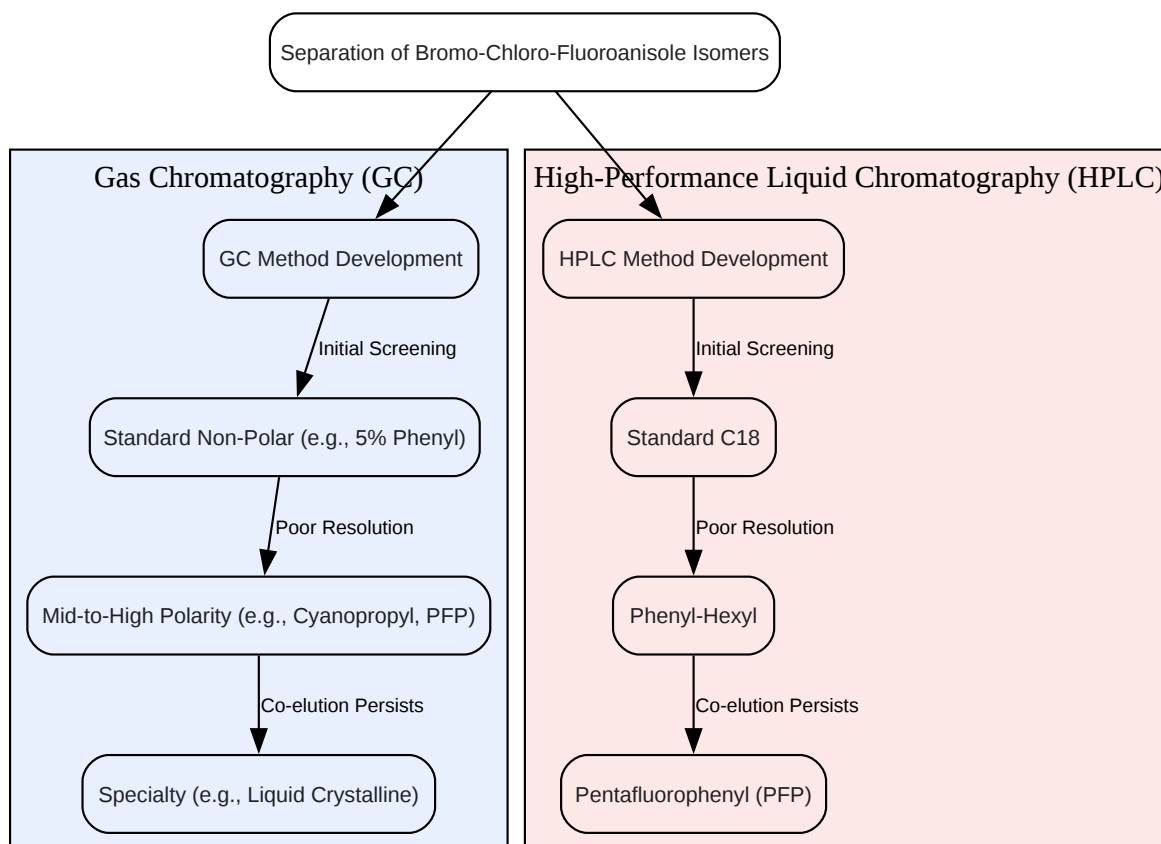 Separation of Bromo-Chloro-Fluoroanisole Isomers
Gas Chromatography (GC)
GC Method Development
Initial Screening
Standard Non-Polar (e.g., 5% Phenyl)
Poor Resolution
Mid-to-High Polarity (e.g., Cyanopropyl, PFP)
Co-elution Persists
Specialty (e.g., Liquid Crystalline)
High-Performance Liquid Chromatography (HPLC)
HPLC Method Development
Initial Screening
Standard C18
Poor Resolution
Phenyl-Hexyl
Co-elution Persists
Pentafluorophenyl (PFP)